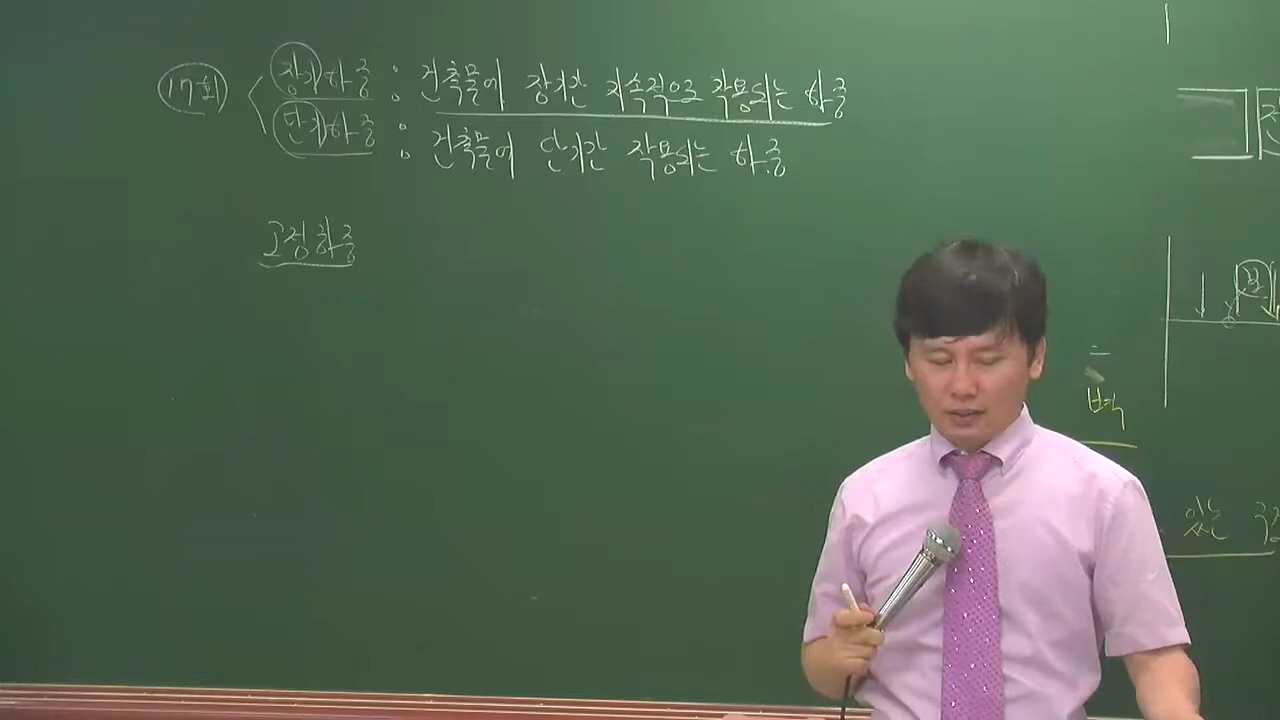 17회
장기하중 : 건축물에 장기간 지속적으로 작용되는 하중
단기하중 : 건축물에 단기간 작용되는 하중
고정하중
있는